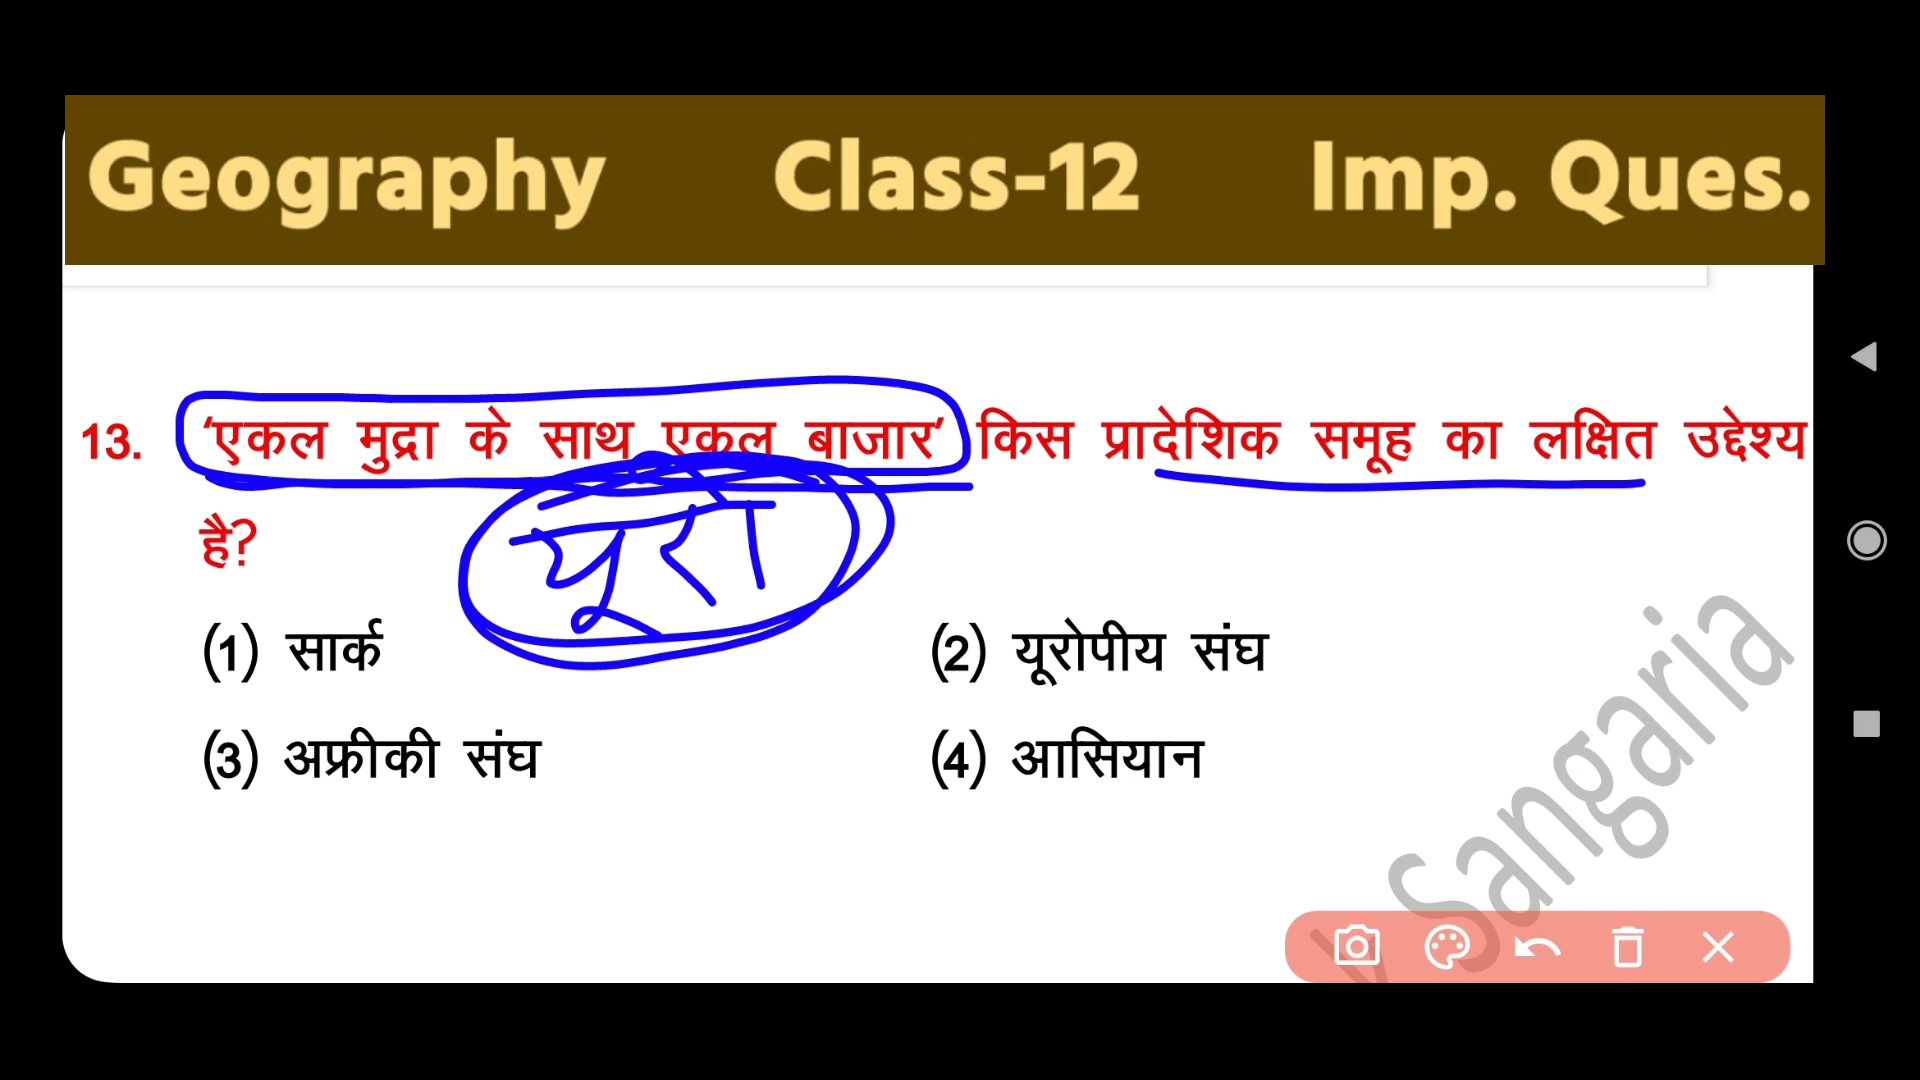 Geography Class-12 Imp. Ques.
13. ‘एकल मुद्रा के साथ एकल बाजार’ किस प्रादेशिक समूह का लक्षित उद्देश्य
है?
यूरा
(1) सार्क
(2) यूरोपीय संघ
(3) अफ्रीकी संघ
(4) आसियान
Sangaria